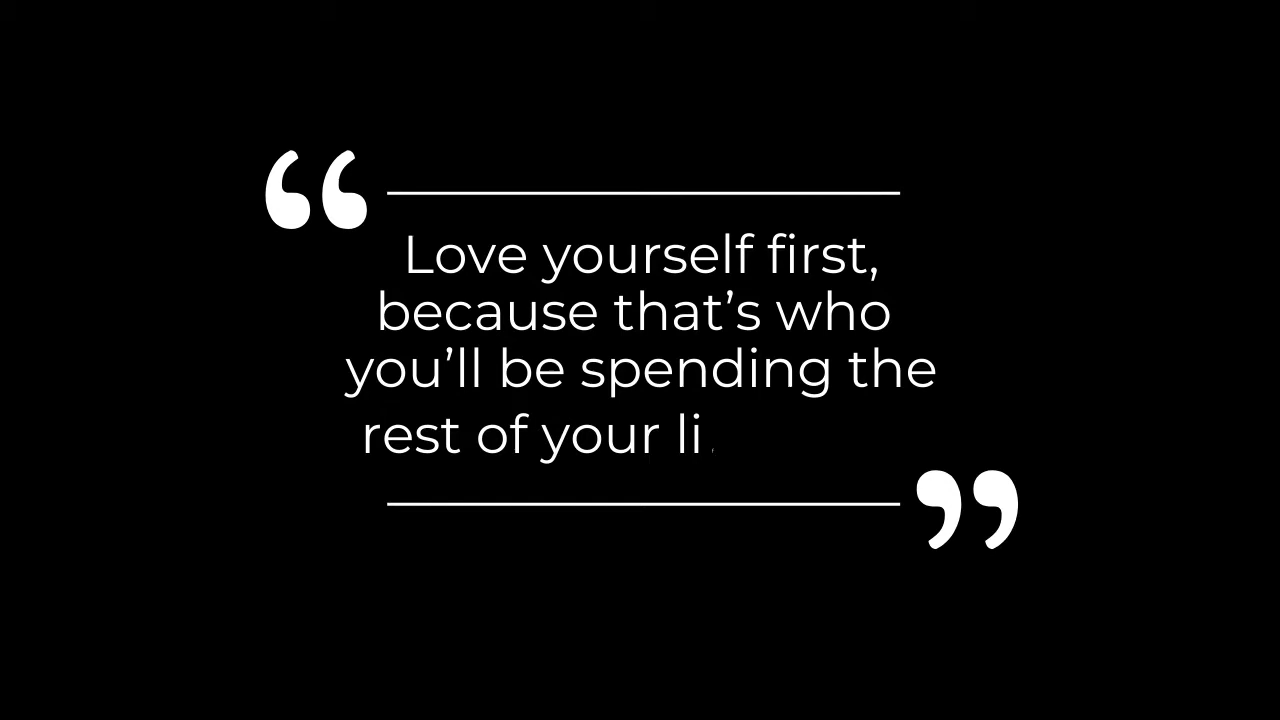 “
Love yourself first,
because that’s who
you’ll be spending the
rest of your li
”